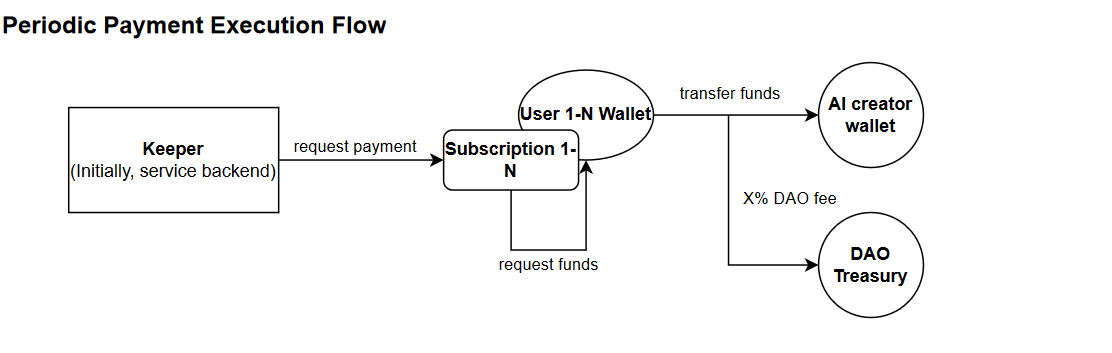 Periodic Payment Execution Flow
Keeper
(Initially, service backend)
request payment
User 1-N Wallet
Subscription 1-
N
request funds
transfer funds
AI creator
wallet
X% DAO fee
DAO
Treasury